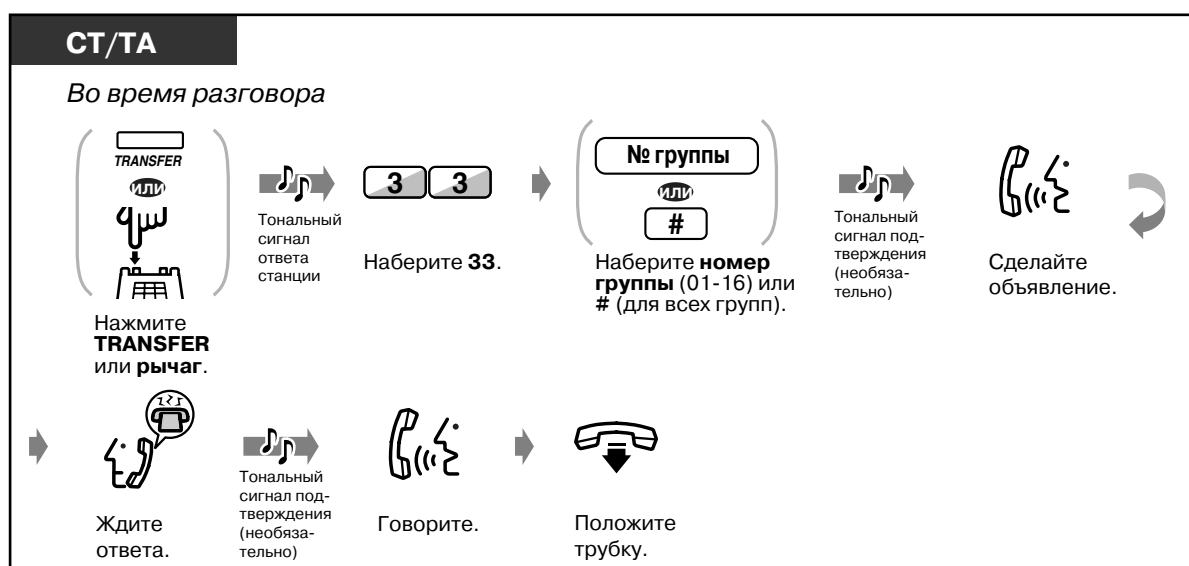 СТ/ТА
Во время разговора
TRANSFER
или
Нажмите
TRANSFER
или рычаг.
Тональный
сигнал
ответа
станции
3 3
Наберите 33.
№ группы
или
#
Наберите номер
группы (01-16) или
# (для всех групп).
Тональный
сигнал под-
тверждения
(необяза-
тельно)
Сделайте
объявление.
Ждите
ответа.
Тональный
сигнал под-
тверждения
(необяза-
тельно)
Говорите.
Положите
трубку.